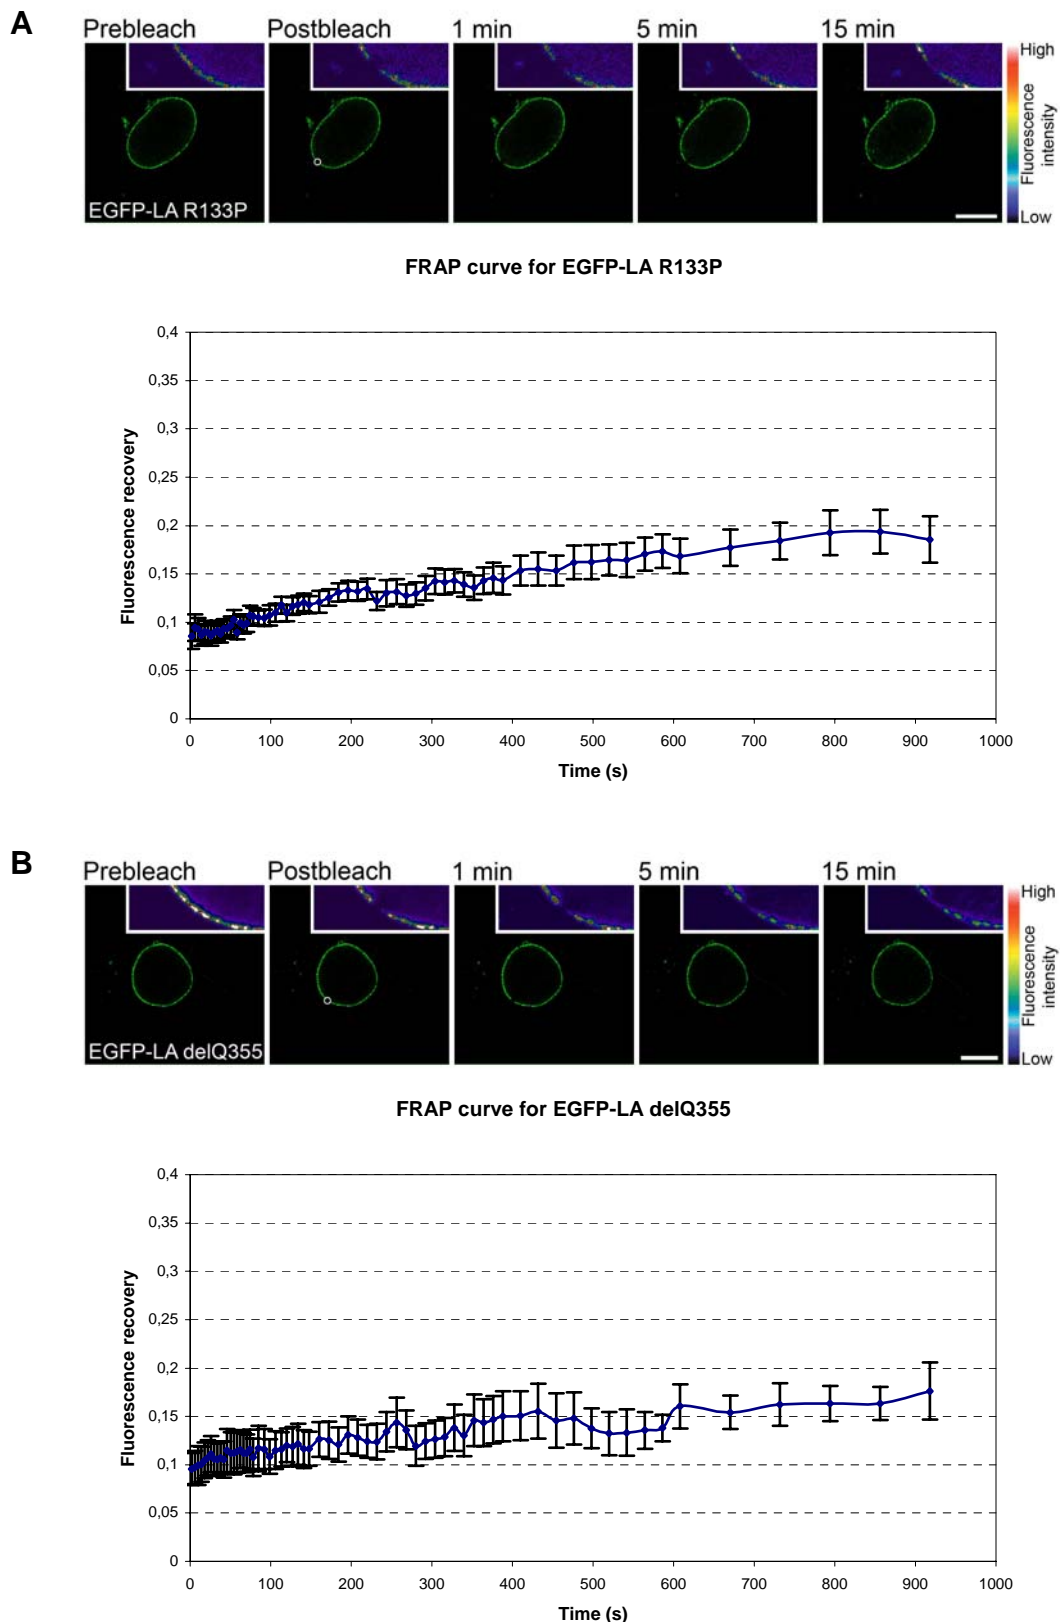 A
Prebleach Postbleach 1 min 5 min 15 min
High
Fluorescence
intensity
Low
EGFP-LA R133P
FRAP curve for EGFP-LA R133P
Fluorescence recovery
0,4
0,35
0,3
0,25
0,2
0,15
0,1
0,05
0
0 100 200 300 400 500 600 700 800 900 1000
Time (s)
B
Prebleach Postbleach 1 min 5 min 15 min
High
Fluorescence
intensity
Low
EGFP-LA delQ355
FRAP curve for EGFP-LA delQ355
Fluorescence recovery
0,4
0,35
0,3
0,25
0,2
0,15
0,1
0,05
0
0 100 200 300 400 500 600 700 800 900 1000
Time (s)